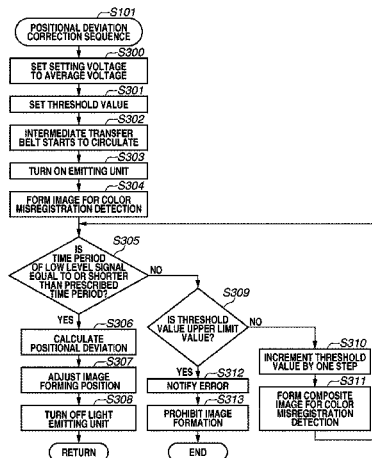 S101
POSITIONAL DEVIATION
CORRECTION SEQUENCE
S300
SET SETTING VOLTAGE
TO AVERAGE VOLTAGE
S301
SET THRESHOLD VALUE
S302
INTERMEDIATE TRANSFER
BELT STARTS TO CIRCULATE
S303
TURN ON EMITTING UNIT
S304
FORM IMAGE FOR COLOR
MISREGISTRATION DETECTION
S305
IS
TIME PERIOD
OF LOW LEVEL SIGNAL
EQUAL TO OR SHORTER
THAN PRESCRIBED
TIME PERIOD?
NO
YES
S306
CALCULATE
POSITIONAL DEVIATION
S307
ADJUST IMAGE
FORMING POSITION
S308
TURN OFF LIGHT
EMITTING UNIT
RETURN
S309
IS THRESHOLD
VALUE UPPER LIMIT
VALUE?
NO
YES
S312
NOTIFY ERROR
S313
PROHIBIT IMAGE
FORMATION
END
S310
INCREMENT THRESHOLD
VALUE BY ONE STEP
S311
FORM COMPOSITE
IMAGE FOR COLOR
MISREGISTRATION
DETECTION